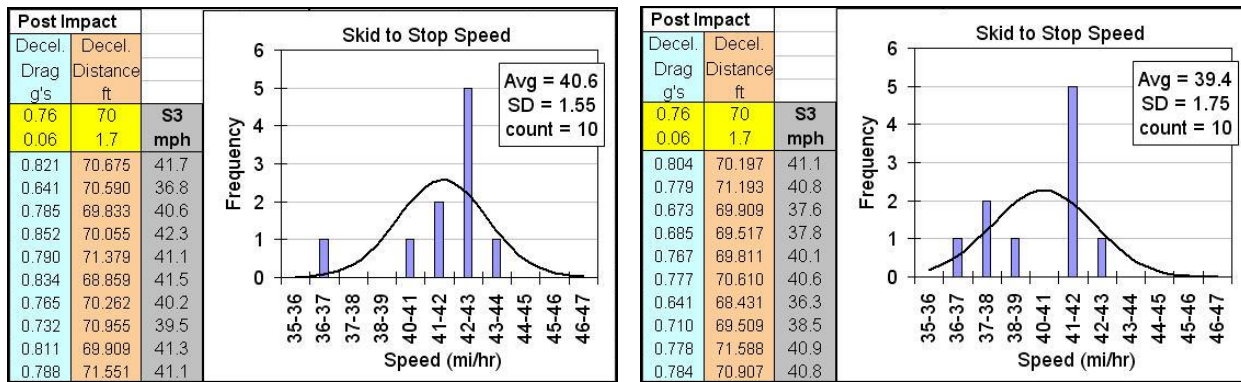 Post Impact
Decel. Decel.
Drag Distance
g's ft
0.76 70 S3
0.06 1.7 mph
0.821 70.675 41.7
0.641 70.590 36.8
0.785 69.833 40.6
0.852 70.055 42.3
0.790 71.379 41.1
0.834 68.859 41.5
0.765 70.262 40.2
0.732 70.955 39.5
0.811 69.909 41.3
0.788 71.551 41.1
Skid to Stop Speed
Avg = 40.6
SD = 1.55
count = 10
Frequency
6
5
4
3
2
1
0
35-36 36-37 37-38 38-39 40-41 41-42 42-43 43-44 44-45 45-46 46-47
Speed (mi/hr)
Post Impact
Decel. Decel.
Drag Distance
g's ft
0.76 70 S3
0.06 1.7 mph
0.804 70.197 41.1
0.779 71.193 40.8
0.673 69.909 37.6
0.685 69.517 37.8
0.767 69.811 40.1
0.777 70.610 40.6
0.641 68.431 36.3
0.710 69.509 38.5
0.778 71.588 40.9
0.784 70.907 40.8
Skid to Stop Speed
Avg = 39.4
SD = 1.75
count = 10
Frequency
6
5
4
3
2
1
0
35-36 36-37 37-38 38-39 40-41 41-42 42-43 43-44 44-45 45-46 46-47
Speed (mi/hr)